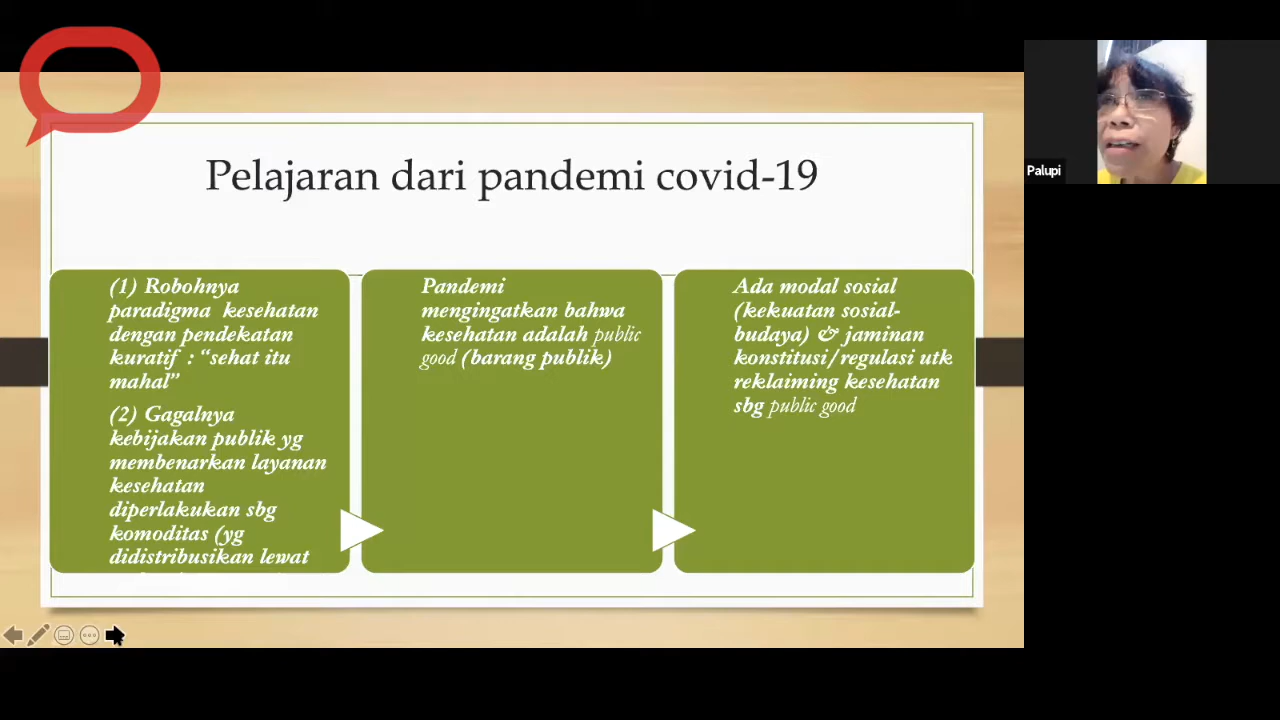 Pelajaran dari pandemi covid-19
(1) Robohnya
paradigma kesehatan
dengan pendekatan
kuratif : “sehat itu
mahal”
(2) Gagalnya
kebijakan publik yg
membenarkan layanan
kesehatan
diperlakukan sbg
komoditas (yg
didistribusikan lewat
Pandemi
mengingatkan bahwa
kesehatan adalah public
good (barang publik)
Ada modal sosial
(kekuatan sosial-
budaya) & jaminan
konstitusi/regulasi utk
reklaiming kesehatan
sbg public good
Palupi